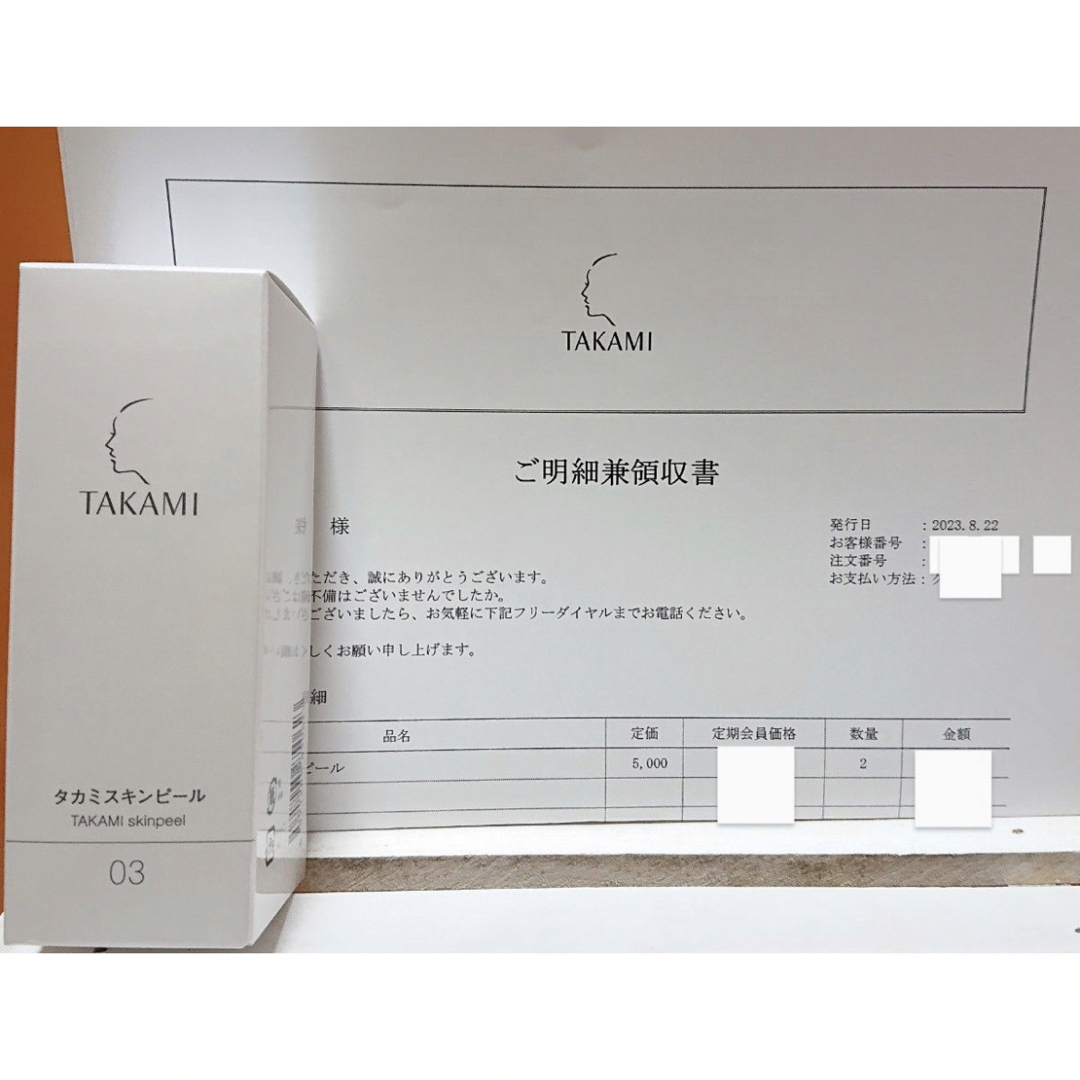 TAKAMI
タカミスキンピール
TAKAMI skinpeel
03
TAKAMI
ご明細兼領収書
様
発行日 : 2023.8.22
お客様番号 :
注文番号 :
お支払い方法 : ク
ただき、誠にありがとうございます。
不備はございませんでしたか。
ございましたら、お気軽に下記フリーダイヤルまでお電話ください。
しくお願い申し上げます。
細
品名 定価 定期会員価格 数量 金額
ピール 5,000 2